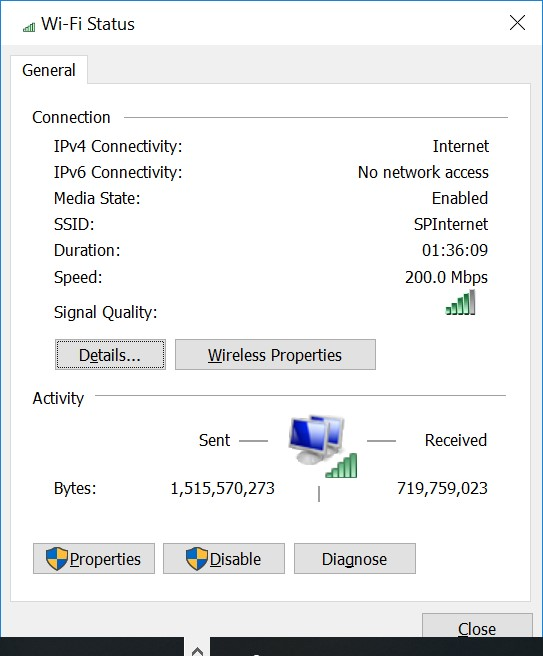 Wi-Fi Status
General
Connection
IPv4 Connectivity: Internet
IPv6 Connectivity: No network access
Media State: Enabled
SSID: SPInternet
Duration: 01:36:09
Speed: 200.0 Mbps
Signal Quality:
Details... Wireless Properties
Activity
Sent Received
Bytes: 1,515,570,273 719,759,023
Properties Disable Diagnose
Close